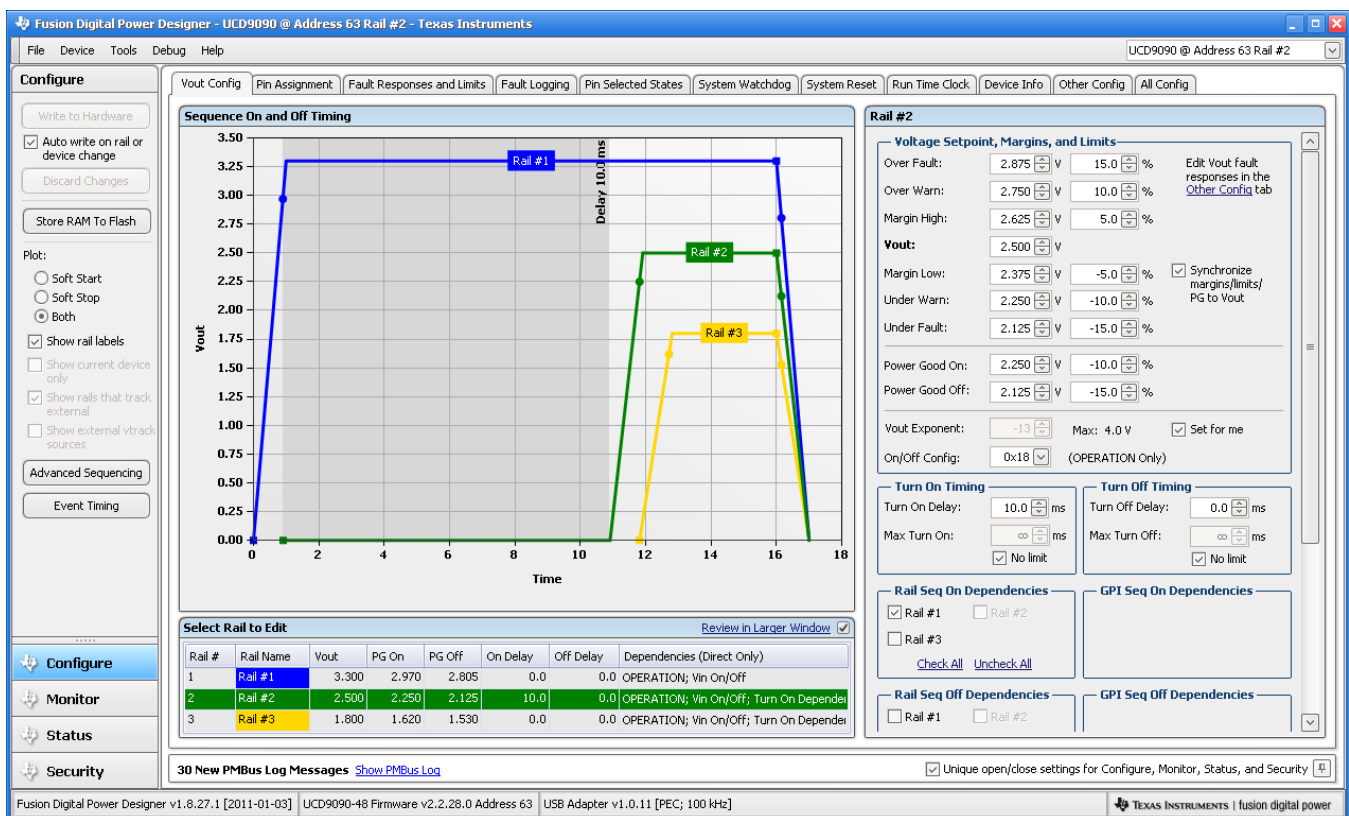 Fusion Digital Power Designer - UCD9090 @ Address 63 Rail #2 - Texas Instruments
File Device Tools Debug Help
UCD9090 @ Address 63 Rail #2
Configure
Write to Hardware
Auto write on rail or
device change
Discard Changes
Store RAM To Flash
Plot:
Soft Start
Soft Stop
Both
Show rail labels
Show current device
only
Show rails that track
external
Show external vtrack
sources
Advanced Sequencing
Event Timing
Configure
Monitor
Status
Security
Vout Config Pin Assignment Fault Responses and Limits Fault Logging Pin Selected States System Watchdog System Reset Run Time Clock Device Info Other Config All Config
Sequence On and Off Timing
Vout
3.50
3.25
3.00
2.75
2.50
2.25
2.00
1.75
1.50
1.25
1.00
0.75
0.50
0.25
0.00
Rail #1
Delay 10.0 ms
Rail #2
Rail #3
0 2 4 6 8 10 12 14 16 18
Time
Select Rail to Edit Review in Larger Window
Rail # Rail Name Vout PG On PG Off On Delay Off Delay Dependencies (Direct Only)
1 Rail #1 3.300 2.970 2.805 0.0 0.0 OPERATION; Vin On/Off
2 Rail #2 2.500 2.250 2.125 10.0 0.0 OPERATION; Vin On/Off; Turn On Depender
3 Rail #3 1.800 1.620 1.530 0.0 0.0 OPERATION; Vin On/Off; Turn On Depender
Rail #2
Voltage Setpoint, Margins, and Limits
Over Fault: 2.875 V 15.0 %
Over Warn: 2.750 V 10.0 %
Margin High: 2.625 V 5.0 %
Vout: 2.500 V
Margin Low: 2.375 V -5.0 %
Under Warn: 2.250 V -10.0 %
Under Fault: 2.125 V -15.0 %
Edit Vout fault
responses in the
Other Config tab
Synchronize
margins/limits/
PG to Vout
Power Good On: 2.250 V -10.0 %
Power Good Off: 2.125 V -15.0 %
Vout Exponent: -13 Max: 4.0 V Set for me
On/Off Config: 0x18 (OPERATION Only)
Turn On Timing
Turn On Delay: 10.0 ms
Max Turn On: ∞ ms
No limit
Turn Off Timing
Turn Off Delay: 0.0 ms
Max Turn Off: ∞ ms
No limit
Rail Seq On Dependencies
Rail #1 Rail #2
Rail #3
Check All Uncheck All
GPI Seq On Dependencies
Rail Seq Off Dependencies
Rail #1 Rail #2
GPI Seq Off Dependencies
30 New PMBus Log Messages Show PMBus Log
Unique open/close settings for Configure, Monitor, Status, and Security
Fusion Digital Power Designer v1.8.27.1 [2011-01-03] UCD9090-48 Firmware v2.2.28.0 Address 63 USB Adapter v1.0.11 [PEC; 100 kHz] TEXAS INSTRUMENTS | fusion digital power